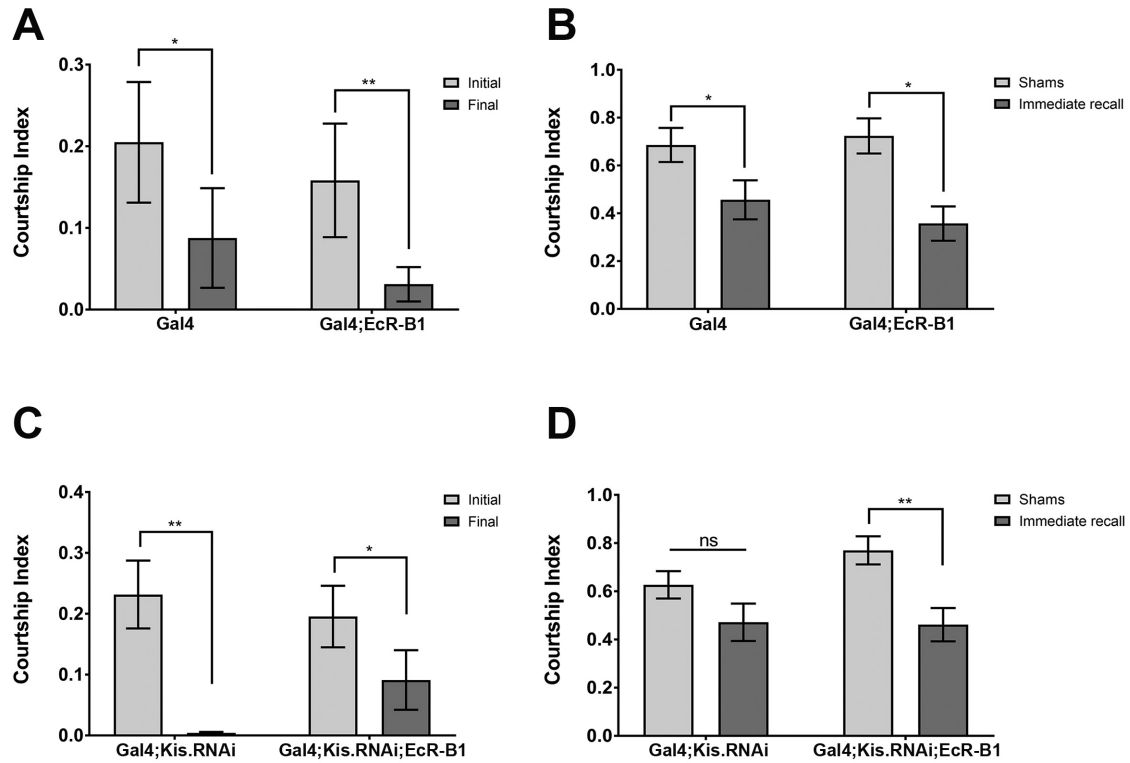 A
Courtship Index
0.3
0.2
0.1
0.0
*
**
Initial
Final
Gal4
Gal4;EcR-B1
B
Courtship Index
1.0
0.8
0.6
0.4
0.2
0.0
*
*
Shams
Immediate recall
Gal4
Gal4;EcR-B1
C
Courtship Index
0.4
0.3
0.2
0.1
0.0
**
*
Initial
Final
Gal4;Kis.RNAi
Gal4;Kis.RNAi;EcR-B1
D
Courtship Index
1.0
0.8
0.6
0.4
0.2
0.0
ns
**
Shams
Immediate recall
Gal4;Kis.RNAi
Gal4;Kis.RNAi;EcR-B1